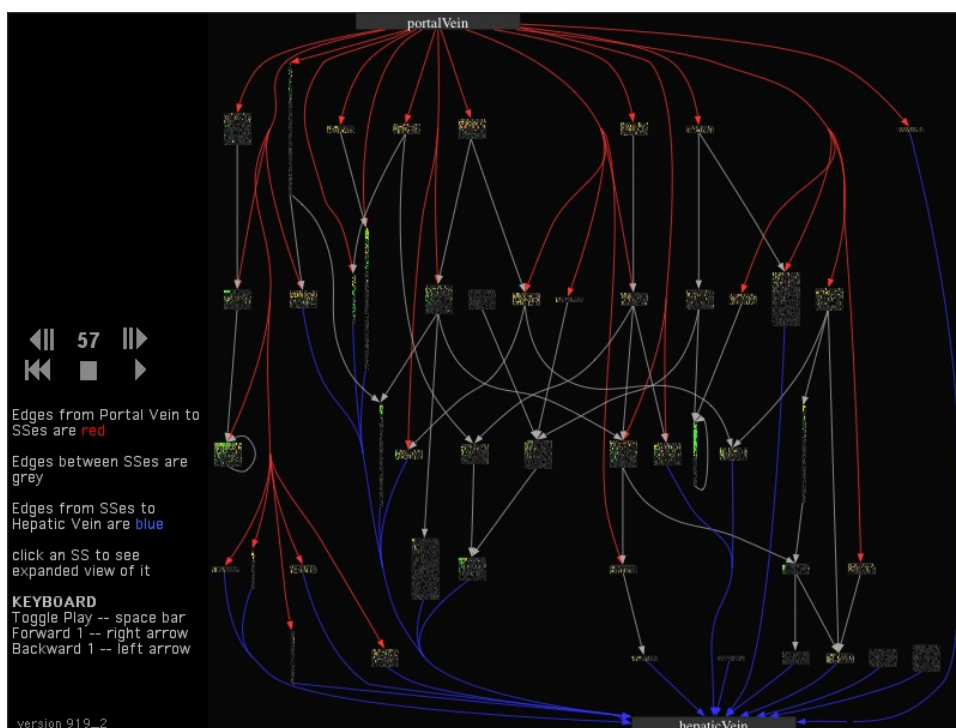 portalVein
57
Edges from Portal Vein to
SSes are red
Edges between SSes are
grey
Edges from SSes to
Hepatic Vein are blue
click an SS to see
expanded view of it
KEYBOARD
Toggle Play -- space bar
Forward 1 -- right arrow
Backward 1 -- left arrow
version 919_2
hepaticVein